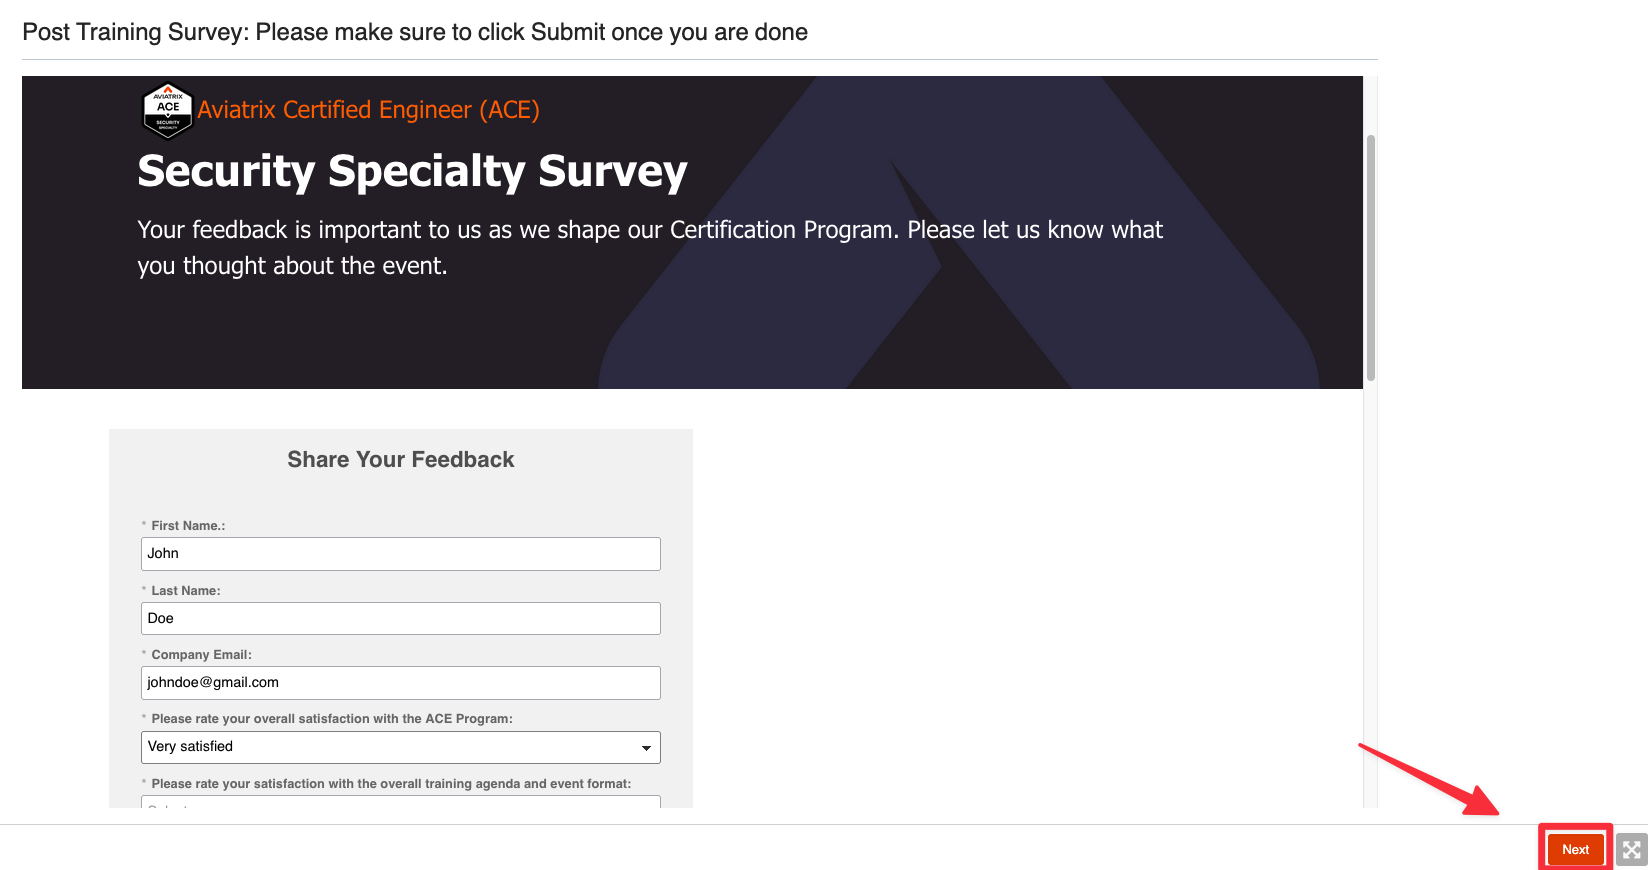 Post Training Survey: Please make sure to click Submit once you are done
AVIATRIX
ACE
SECURITY
SPECIALTY
Aviatrix Certified Engineer (ACE)
Security Specialty Survey
Your feedback is important to us as we shape our Certification Program. Please let us know what
you thought about the event.
Share Your Feedback
* First Name.:
John
* Last Name:
Doe
* Company Email:
johndoe@gmail.com
* Please rate your overall satisfaction with the ACE Program:
Very satisfied
* Please rate your satisfaction with the overall training agenda and event format:
Next